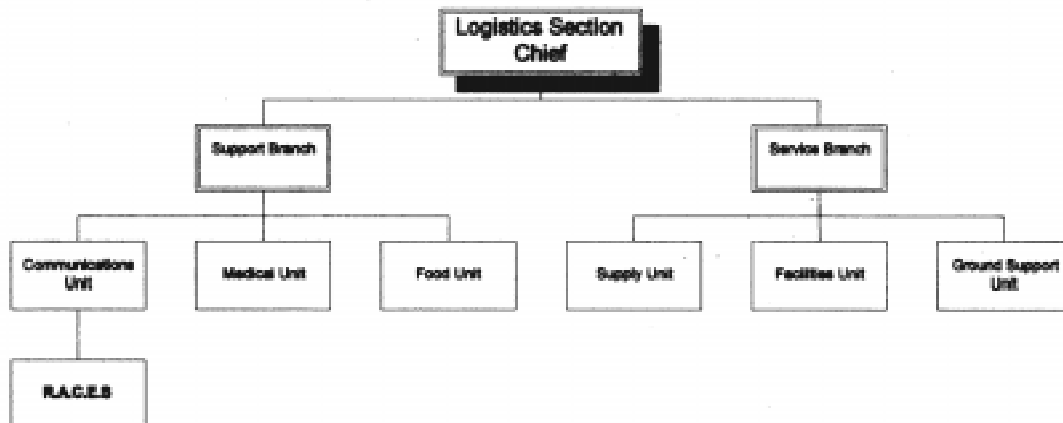 Logistics Section
Chief
Support Branch
Service Branch
Communications
Unit
Medical Unit
Food Unit
Supply Unit
Facilities Unit
Ground Support
Unit
R.A.C.E.S